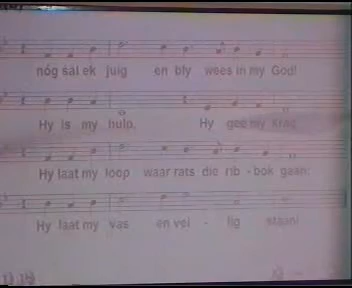 nóg sal ek juig en bly wees in my God!
Hy is my hulp, Hy gee my krag
Hy laat my loop waar rats die rib - bok gaan;
Hy laat my vas en vei - lig staan!